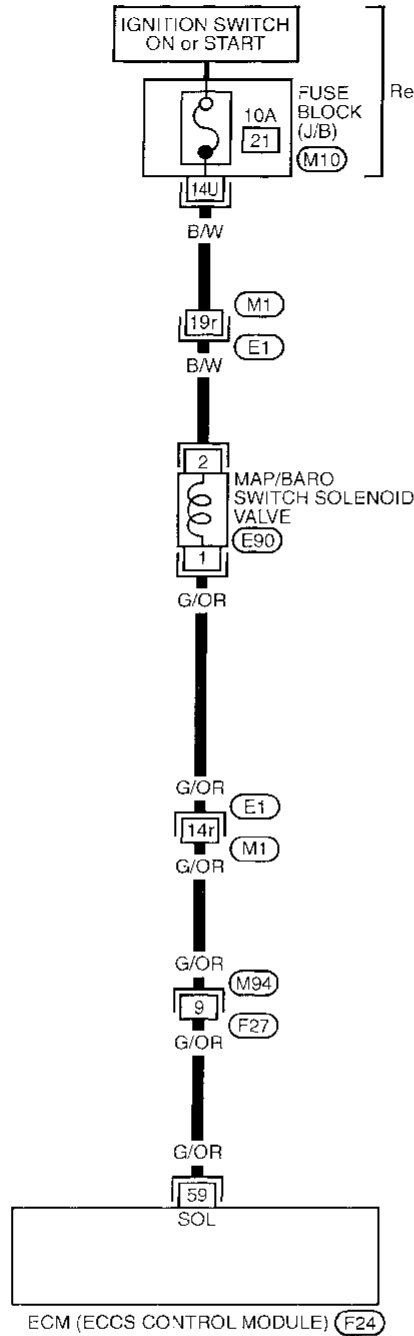 IGNITION SWITCH
ON or START
Re
FUSE
BLOCK
(J/B)
10A
21
M10
14U
B/W
M1
19r
E1
B/W
2
MAP/BARO
SWITCH SOLENOID
VALVE
E90
1
G/OR
G/OR
E1
14r
M1
G/OR
G/OR
M94
9
F27
G/OR
G/OR
59
SOL
ECM (ECCS CONTROL MODULE) F24